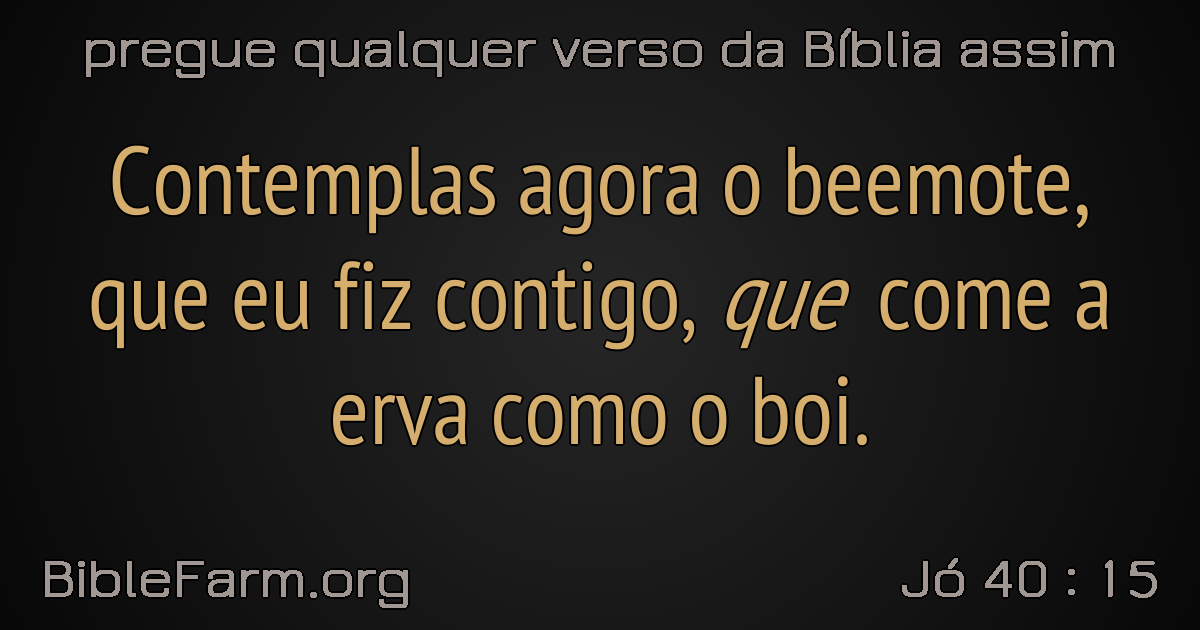 pregue qualquer verso da Bíblia assim
Contemplas agora o beemote,
que eu fiz contigo, que come a
erva como o boi.
BibleFarm.org
Jó 40 : 15